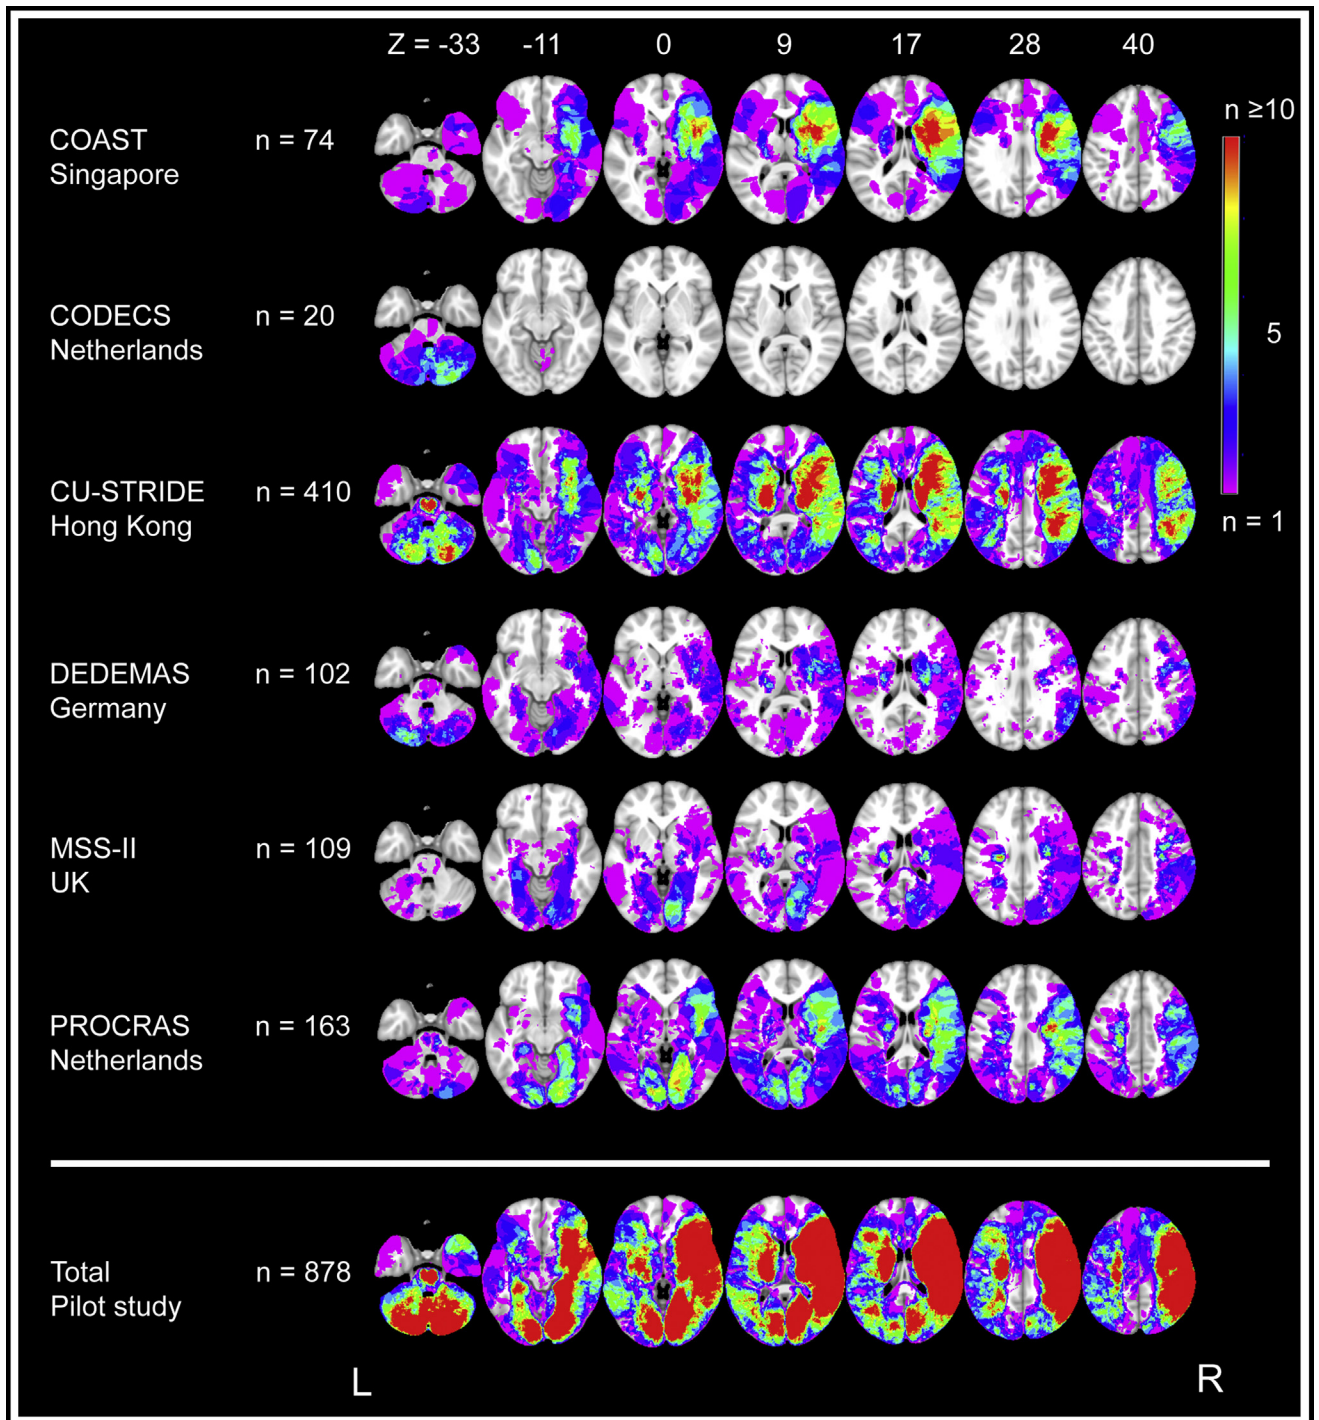 Z = -33 -11 0 9 17 28 40
n ≥10
COAST n = 74
Singapore
CODECS n = 20
Netherlands
5
CU-STRIDE n = 410
Hong Kong
n = 1
DEDEMAS n = 102
Germany
MSS-II n = 109
UK
PROCRAS n = 163
Netherlands
Total n = 878
Pilot study
L R